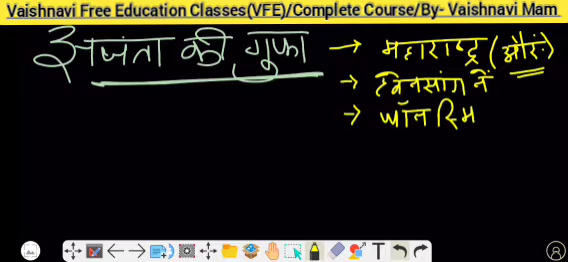 Vaishnavi Free Education Classes(VFE)/Complete Course/By- Vaishnavi Mam
अजंता की गुफा → महाराष्ट्र (औरं॰)
→ ह्वेनसांग ने
→ जॉन स्मि